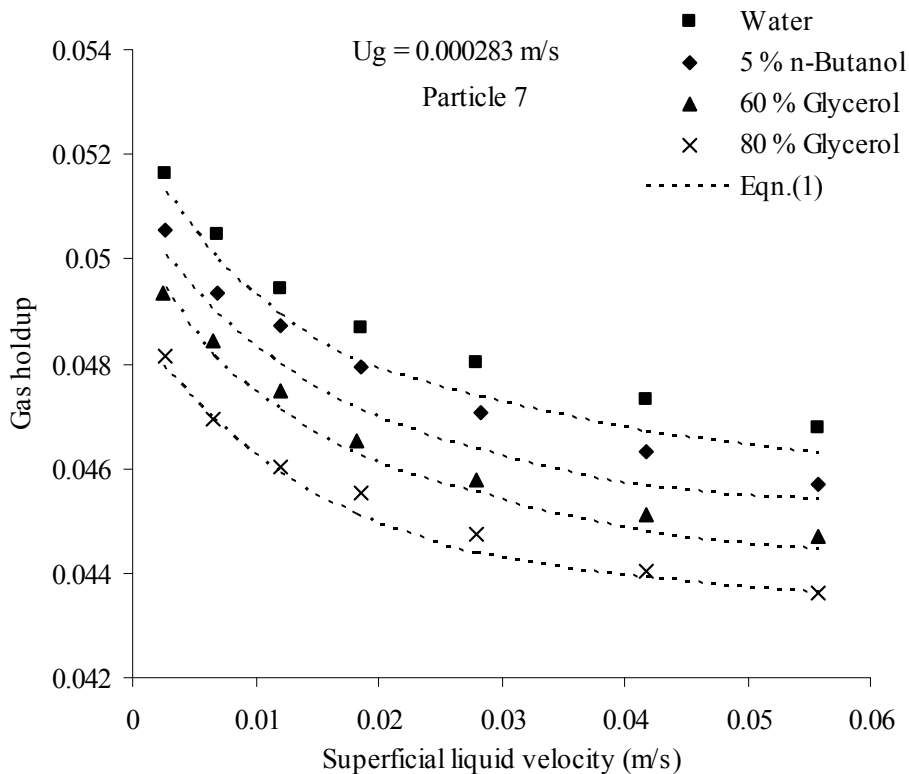 Water
Ug = 0.000283 m/s
5 % n-Butanol
Particle 7
60 % Glycerol
80 % Glycerol
Eqn.(1)
0.054
0.052
0.05
0.048
0.046
0.044
0.042
Gas holdup
0 0.01 0.02 0.03 0.04 0.05 0.06
Superficial liquid velocity (m/s)